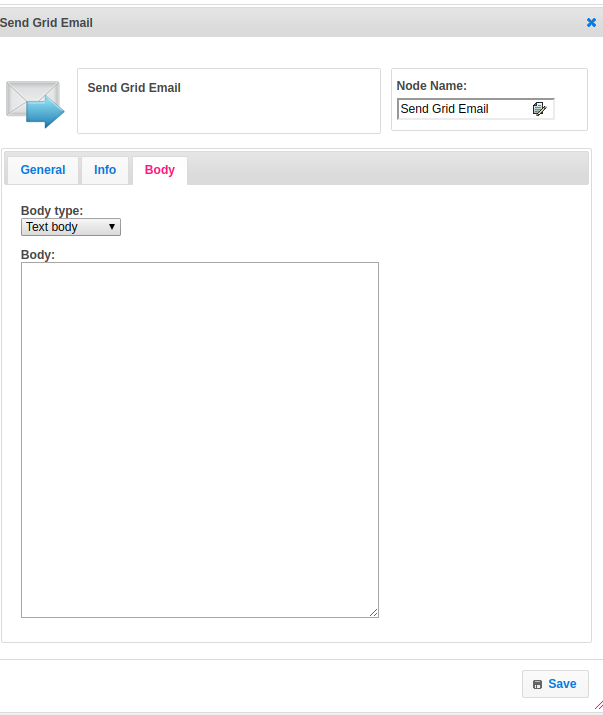 Send Grid Email
Send Grid Email
Node Name:
Send Grid Email
General Info Body
Body type:
Text body
Body:
Save